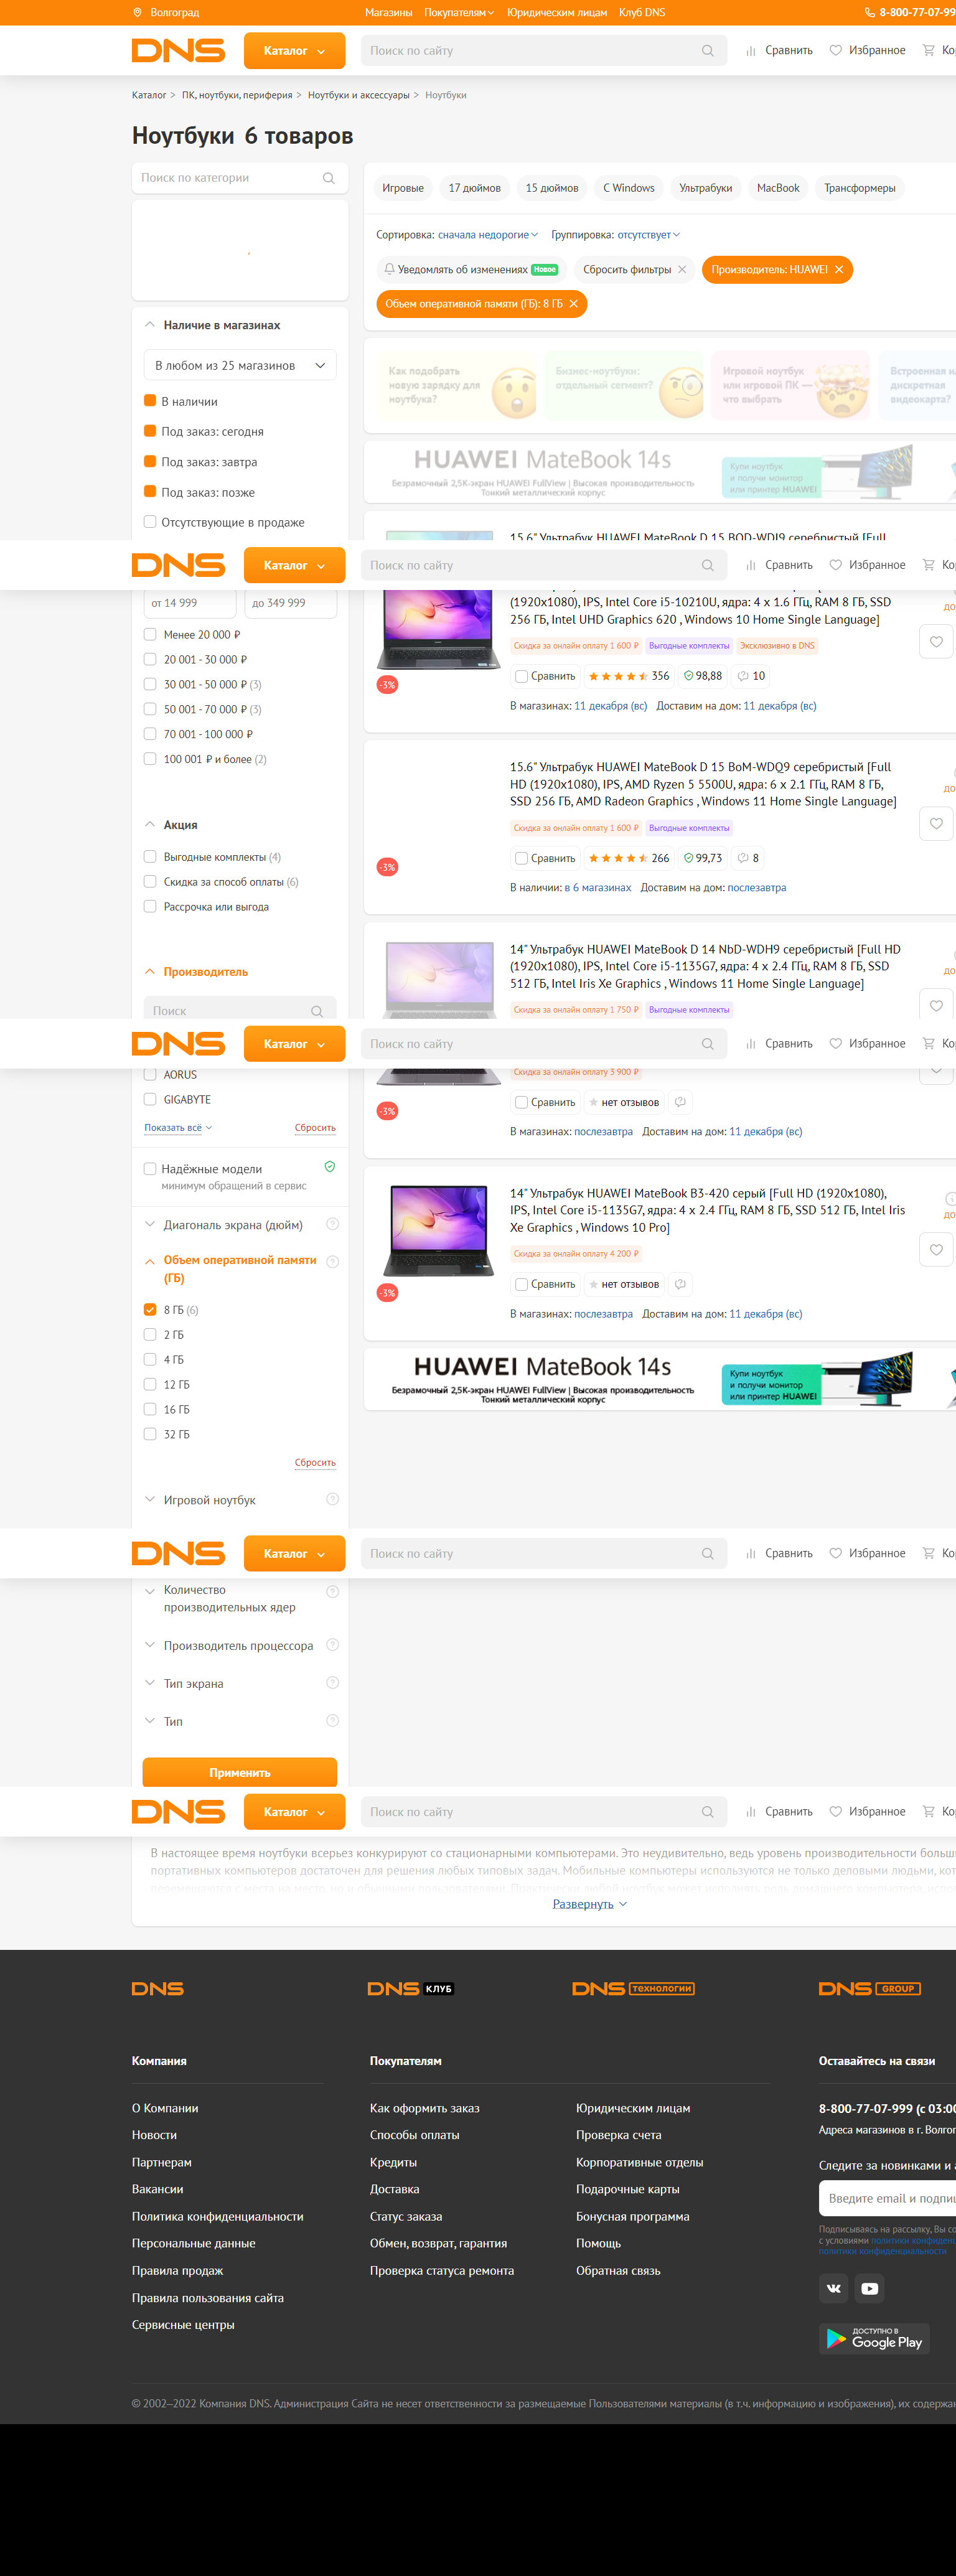 Волгоград
Магазины Покупателям Юридическим лицам Клуб DNS
8-800-77-07-99
DNS Каталог Поиск по сайту Сравнить Избранное
Каталог > ПК, ноутбуки, периферия > Ноутбуки и аксессуары > Ноутбуки
Ноутбуки 6 товаров
Поиск по категории
Игровые 17 дюймов 15 дюймов С Windows Ультрабуки MacBook Трансформеры
Сортировка: сначала недорогие Группировка: отсутствует
Уведомлять об изменениях Новое Сбросить фильтры Производитель: HUAWEI
Объем оперативной памяти (ГБ): 8 ГБ
Наличие в магазинах
В любом из 25 магазинов
В наличии
Под заказ: сегодня
Под заказ: завтра
Под заказ: позже
Отсутствующие в продаже
Как подобрать
новую зарядку для
ноутбука?
Бизнес-ноутбуки:
отдельный сегмент?
Игровой ноутбук
или игровой ПК —
что выбрать
Встроенная
дискретная
видеокарта?
HUAWEI MateBook 14s
Безрамочный 2,5K-экран HUAWEI FullView | Высокая производительность
Тонкий металлический корпус
Купи ноутбук
и получи монитор
или принтер HUAWEI
15.6" Ультрабук HUAWEI MateBook D 15 BOD-WDI9 серебристый [Full
DNS Каталог Поиск по сайту Сравнить Избранное
от 14 999 до 349 999
Менее 20 000 ₽
20 001 - 30 000 ₽
30 001 - 50 000 ₽ (3)
50 001 - 70 000 ₽ (3)
70 001 - 100 000 ₽
100 001 ₽ и более (2)
(1920x1080), IPS, Intel Core i5-10210U, ядра: 4 х 1.6 ГГц, RAM 8 ГБ, SSD
256 ГБ, Intel UHD Graphics 620 , Windows 10 Home Single Language]
Скидка за онлайн оплату 1 600 ₽ Выгодные комплекты Эксклюзивно в DNS
-3%
Сравнить 356 98,88 10
В магазинах: 11 декабря (вс) Доставим на дом: 11 декабря (вс)
15.6" Ультрабук HUAWEI MateBook D 15 BoM-WDQ9 серебристый [Full
HD (1920x1080), IPS, AMD Ryzen 5 5500U, ядра: 6 х 2.1 ГГц, RAM 8 ГБ,
SSD 256 ГБ, AMD Radeon Graphics , Windows 11 Home Single Language]
Скидка за онлайн оплату 1 600 ₽ Выгодные комплекты
-3%
Сравнить 266 99,73 8
В наличии: в 6 магазинах Доставим на дом: послезавтра
Акция
Выгодные комплекты (4)
Скидка за способ оплаты (6)
Рассрочка или выгода
Производитель
Поиск
14" Ультрабук HUAWEI MateBook D 14 NbD-WDH9 серебристый [Full HD
(1920x1080), IPS, Intel Core i5-1135G7, ядра: 4 х 2.4 ГГц, RAM 8 ГБ, SSD
512 ГБ, Intel Iris Xe Graphics , Windows 11 Home Single Language]
Скидка за онлайн оплату 1 750 ₽ Выгодные комплекты
DNS Каталог Поиск по сайту Сравнить Избранное
AORUS
GIGABYTE
Показать всё Сбросить
Скидка за онлайн оплату 3 900 ₽
-3%
Сравнить нет отзывов
В магазинах: послезавтра Доставим на дом: 11 декабря (вс)
Надёжные модели
минимум обращений в сервис
Диагональ экрана (дюйм)
Объем оперативной памяти
(ГБ)
8 ГБ (6)
2 ГБ
4 ГБ
12 ГБ
16 ГБ
32 ГБ
Сбросить
Игровой ноутбук
14" Ультрабук HUAWEI MateBook B3-420 серый [Full HD (1920x1080),
IPS, Intel Core i5-1135G7, ядра: 4 х 2.4 ГГц, RAM 8 ГБ, SSD 512 ГБ, Intel Iris
Xe Graphics , Windows 10 Pro]
Скидка за онлайн оплату 4 200 ₽
-3%
Сравнить нет отзывов
В магазинах: послезавтра Доставим на дом: 11 декабря (вс)
HUAWEI MateBook 14s
Безрамочный 2,5K-экран HUAWEI FullView | Высокая производительность
Тонкий металлический корпус
Купи ноутбук
и получи монитор
или принтер HUAWEI
DNS Каталог Поиск по сайту Сравнить Избранное
Количество
производительных ядер
Производитель процессора
Тип экрана
Тип
Применить
DNS Каталог Поиск по сайту Сравнить Избранное
В настоящее время ноутбуки всерьез конкурируют со стационарными компьютерами. Это неудивительно, ведь уровень производительности
портативных компьютеров достаточен для решения любых типовых задач. Мобильные компьютеры используются не только деловыми людьми,
Развернуть
DNS DNS КЛУБ DNS ТЕХНОЛОГИИ DNS GROUP
Компания
О Компании
Новости
Партнерам
Вакансии
Политика конфиденциальности
Персональные данные
Правила продаж
Правила пользования сайта
Сервисные центры
Покупателям
Как оформить заказ
Способы оплаты
Кредиты
Доставка
Статус заказа
Обмен, возврат, гарантия
Проверка статуса ремонта
Юридическим лицам
Проверка счета
Корпоративные отделы
Подарочные карты
Бонусная программа
Помощь
Обратная связь
Оставайтесь на связи
8-800-77-07-999 (с 03:00
Адреса магазинов в г.
Следите за новинками и
Введите email и
Подписываясь на рассылку, Вы
с условиями политики
политики конфиденциальности
ДОСТУПНО В
Google Play
© 2002–2022 Компания DNS. Администрация Сайта не несет ответственности за размещаемые Пользователями материалы (в т.ч. информацию и изображения), их